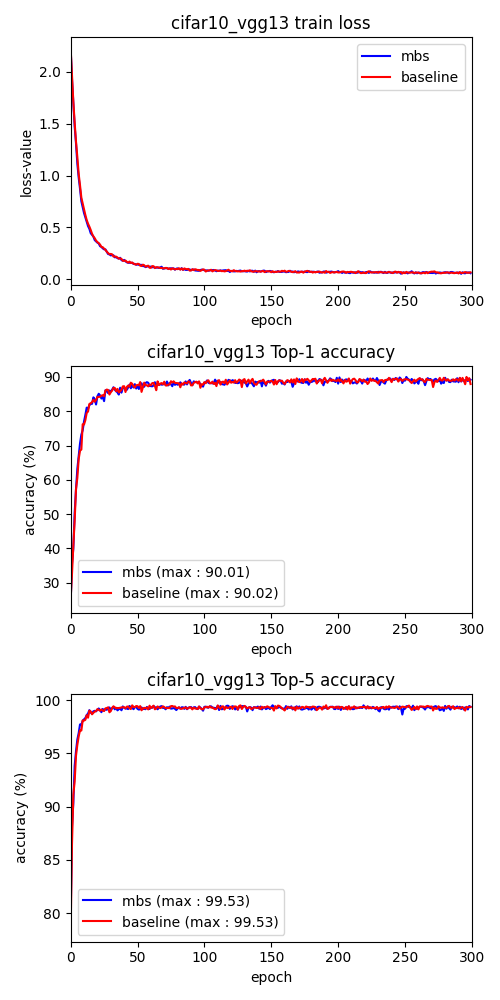 cifar10_vgg13 train loss
mbs
baseline
2.0
1.5
1.0
0.5
0.0
loss-value
0 50 100 150 200 250 300
epoch
cifar10_vgg13 Top-1 accuracy
90
80
70
60
50
40
30
accuracy (%)
mbs (max : 90.01)
baseline (max : 90.02)
0 50 100 150 200 250 300
epoch
cifar10_vgg13 Top-5 accuracy
100
95
90
85
80
accuracy (%)
mbs (max : 99.53)
baseline (max : 99.53)
0 50 100 150 200 250 300
epoch